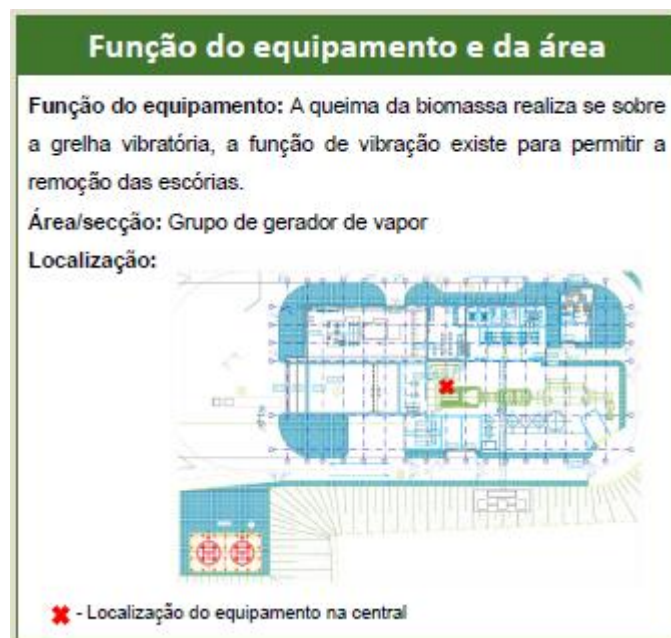 Função do equipamento e da área
Função do equipamento: A queima da biomassa realiza se sobre
a grelha vibratória, a função de vibração existe para permitir a
remoção das escórias.
Área/secção: Grupo de gerador de vapor
Localização:
- Localização do equipamento na central